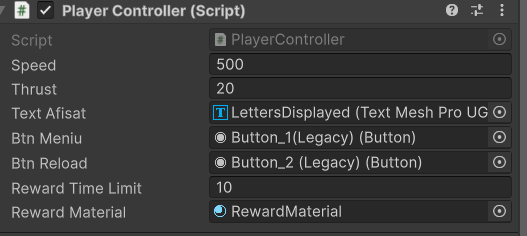 Player Controller (Script)
Script PlayerController
Speed 500
Thrust 20
Text Afisat LettersDisplayed (Text Mesh Pro UG
Btn Meniu Button_1(Legacy) (Button)
Btn Reload Button_2 (Legacy) (Button)
Reward Time Limit 10
Reward Material RewardMaterial